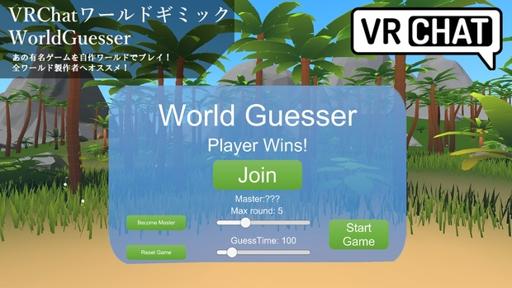 VRChatワールドギミック
WorldGuesser
あの有名ゲームを自作ワールドでプレイ！
全ワールド製作者へオススメ！
VRCHAT
World Guesser
Player Wins!
Join
Master:???
Max round: 5
Become Master
GuessTime: 100
Reset Game
Start
Game